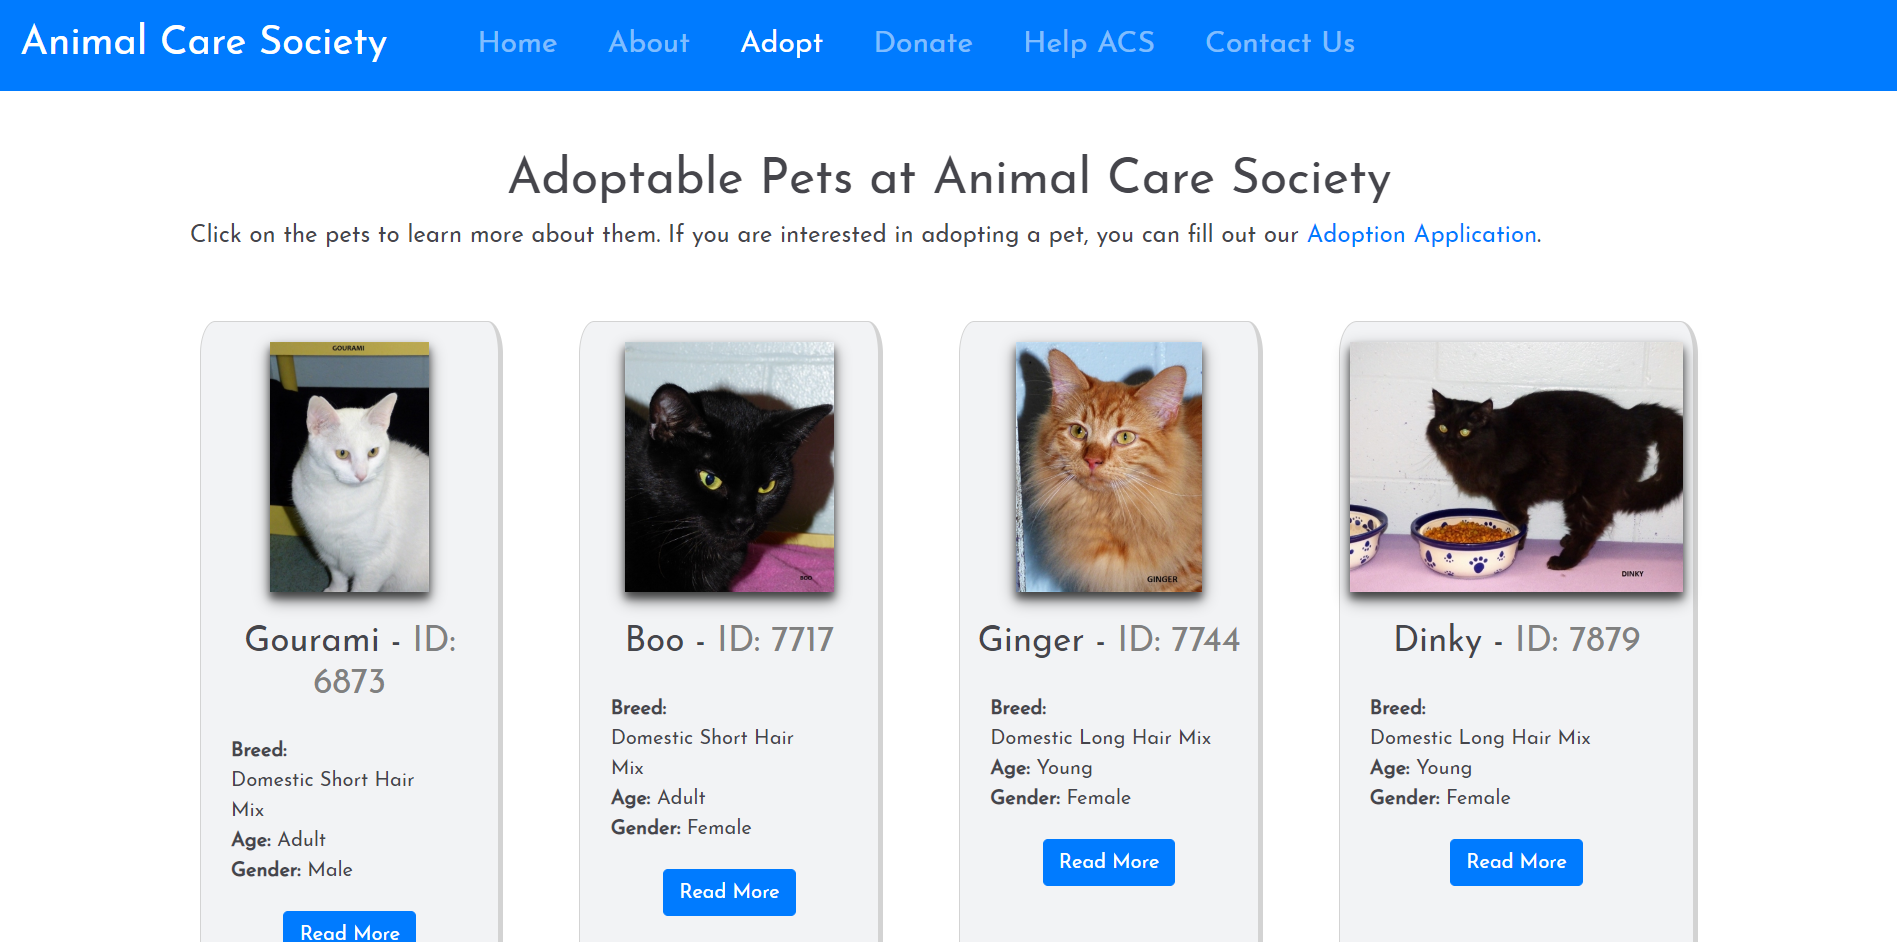 Animal Care Society
Home About Adopt Donate Help ACS Contact Us
Adoptable Pets at Animal Care Society
Click on the pets to learn more about them. If you are interested in adopting a pet, you can fill out our Adoption Application.
GOURAMI
Gourami - ID:
6873
Breed:
Domestic Short Hair
Mix
Age: Adult
Gender: Male
Read More
BOO
Boo - ID: 7717
Breed:
Domestic Short Hair
Mix
Age: Adult
Gender: Female
Read More
GINGER
Ginger - ID: 7744
Breed:
Domestic Long Hair Mix
Age: Young
Gender: Female
Read More
DINKY
Dinky - ID: 7879
Breed:
Domestic Long Hair Mix
Age: Young
Gender: Female
Read More